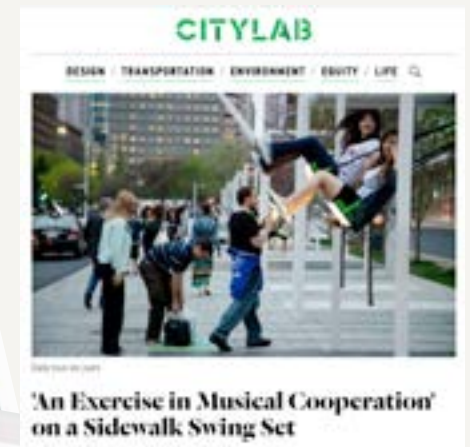 CITYLAB
DESIGN / TRANSPORTATION / ENVIRONMENT / EQUITY / LIFE
'An Exercise in Musical Cooperation'
on a Sidewalk Swing Set